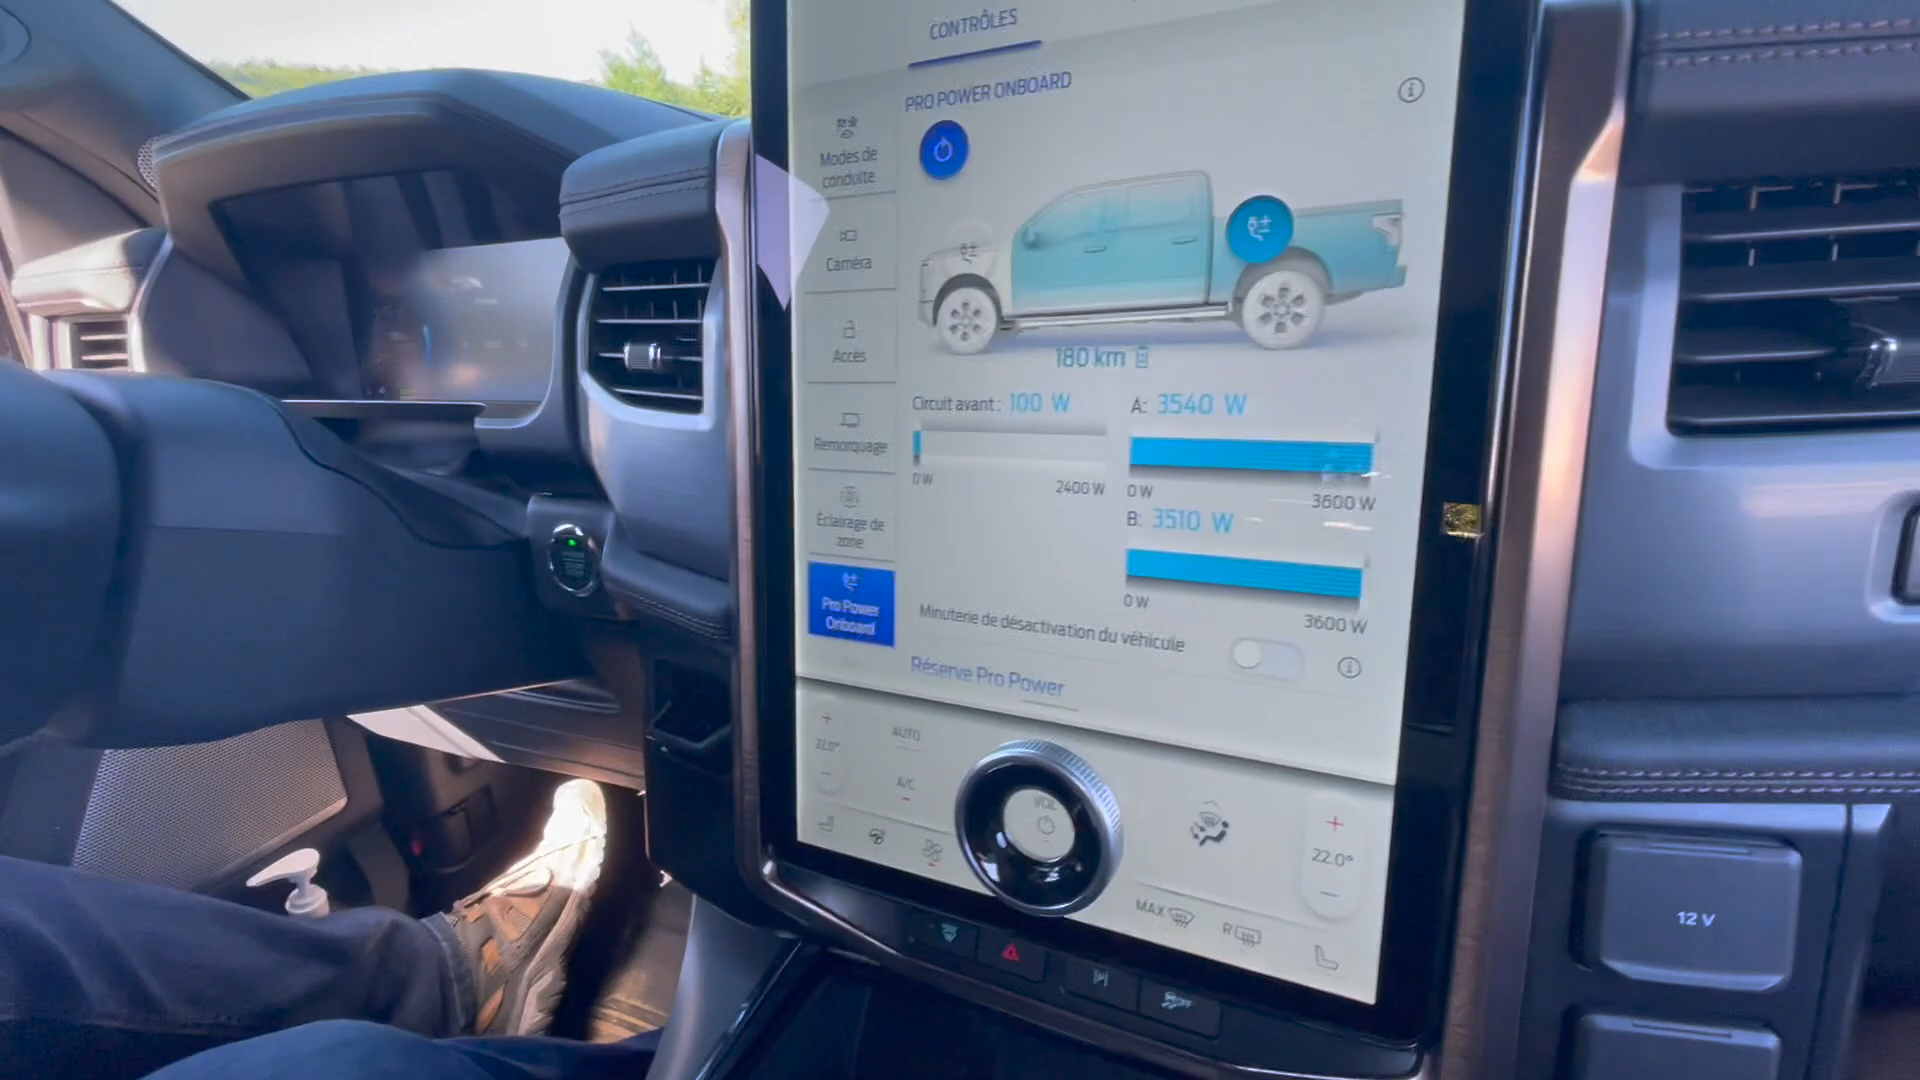 CONTRÔLES
PRO POWER ONBOARD
Modes de
conduite
Caméra
Accès
Remorquage
Éclairage de
zone
Pro Power
Onboard
180 km
Circuit avant : 100 W
0 W
2400 W
A: 3540 W
0 W
3600 W
B: 3510 W
0 W
3600 W
Minuterie de désactivation du véhicule
Réserve Pro Power
22.0°
AUTO
A/C
VOL
22.0°
MAX
R
12 V